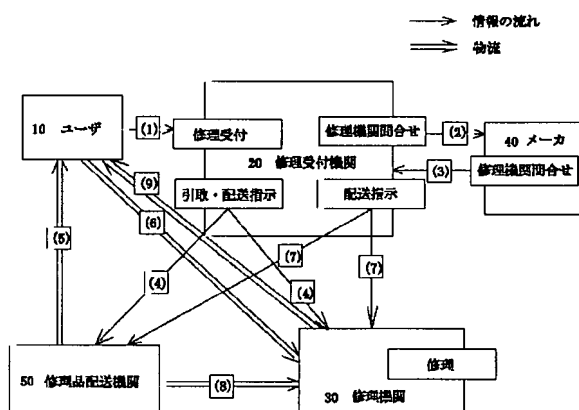 情報の流れ
物流
10 ユーザ
(1)
修理受付
修理機関問合せ
(2)
40 メーカ
20 修理受付機関
(3)
修理機関問合せ
(9)
引取・配送指示
配送指示
(6)
(5)
(7)
(7)
(4)
(4)
修理
50 修理品配送機関
(8)
30 修理機関